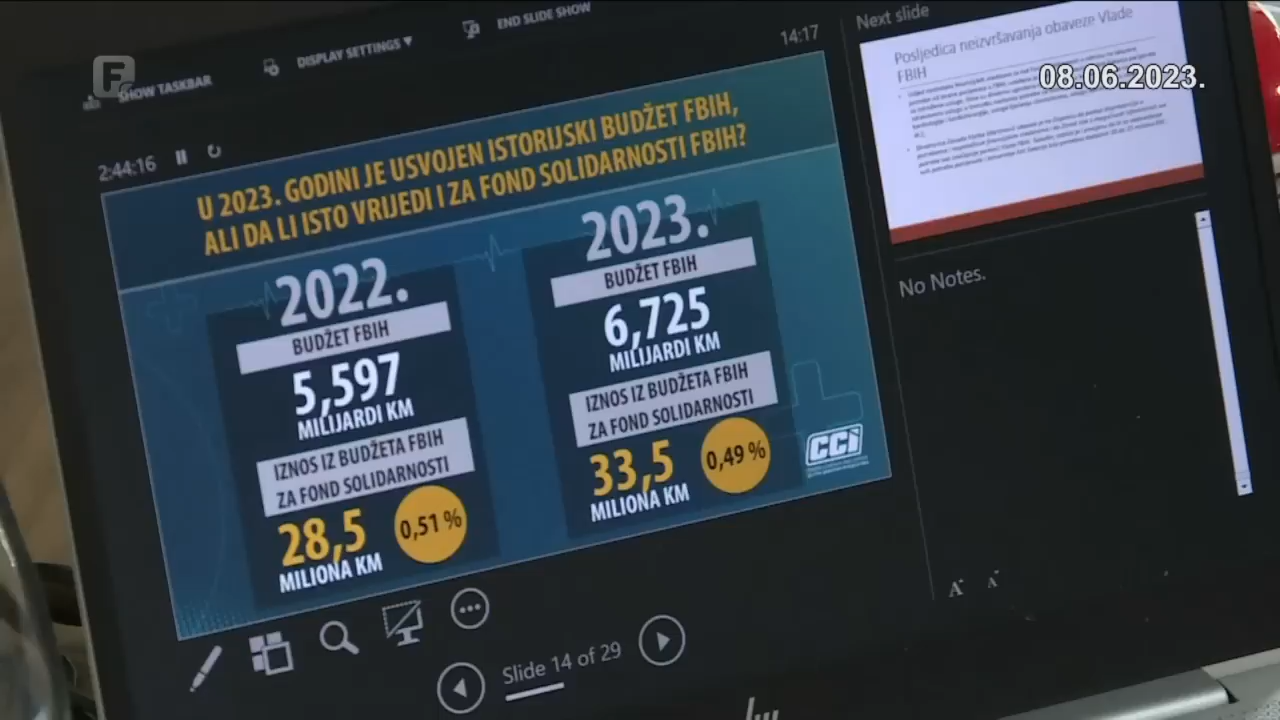 END SLIDE SHOW
DISPLAY SETTINGS ▼
SHOW TASKBAR
F
14:17
Next slide
08.06.2023.
2:44:16
U 2023. GODINI JE USVOJEN ISTORIJSKI BUDŽET FBIH,
ALI DA LI ISTO VRIJEDI I ZA FOND SOLIDARNOSTI FBIH?
2022.
BUDŽET FBIH
5,597
MILIJARDI KM
IZNOS IZ BUDŽETA FBIH
ZA FOND SOLIDARNOSTI
28,5
MILIONA KM
0,51 %
2023.
BUDŽET FBIH
6,725
MILIJARDI KM
IZNOS IZ BUDŽETA FBIH
ZA FOND SOLIDARNOSTI
33,5
MILIONA KM
0,49 %
CCI
Posljedica neizvršavanja obaveze Vlade
FBIH
No Notes.
A A
Slide 14 of 29
hp